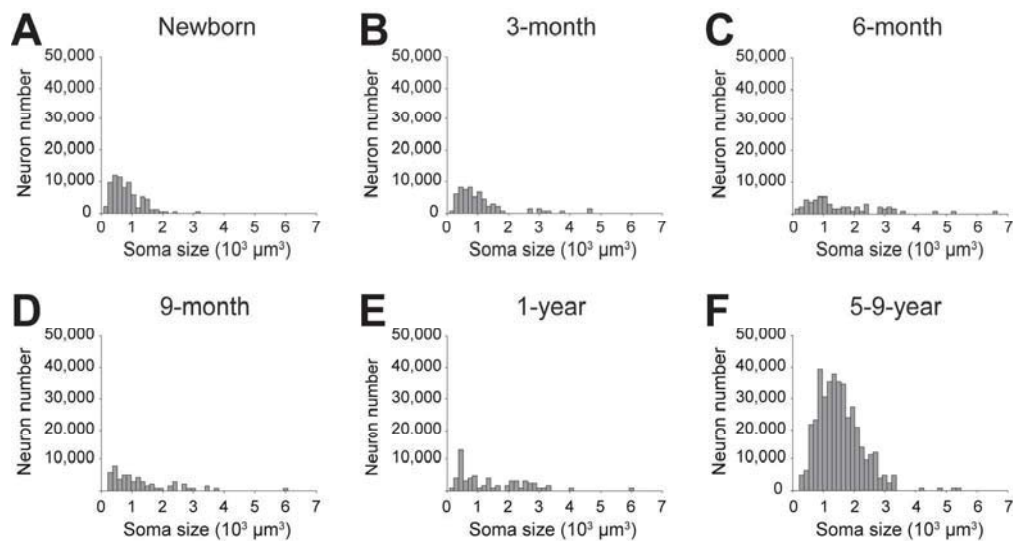 A Newborn
Neuron number
50,000
40,000
30,000
20,000
10,000
0
0 1 2 3 4 5 6 7
Soma size (10³ µm³)
B 3-month
Neuron number
50,000
40,000
30,000
20,000
10,000
0
0 1 2 3 4 5 6 7
Soma size (10³ µm³)
C 6-month
Neuron number
50,000
40,000
30,000
20,000
10,000
0
0 1 2 3 4 5 6 7
Soma size (10³ µm³)
D 9-month
Neuron number
50,000
40,000
30,000
20.000
10,000
0
0 1 2 3 4 5 6 7
Soma size (10³ µm³)
E 1-year
Neuron number
50,000
40,000
30,000
20.000
10,000
0
0 1 2 3 4 5 6 7
Soma size (10³ µm³)
F 5-9-year
Neuron number
50,000
40,000
30,000
20.000
10,000
0
0 1 2 3 4 5 6 7
Soma size (10³ µm³)